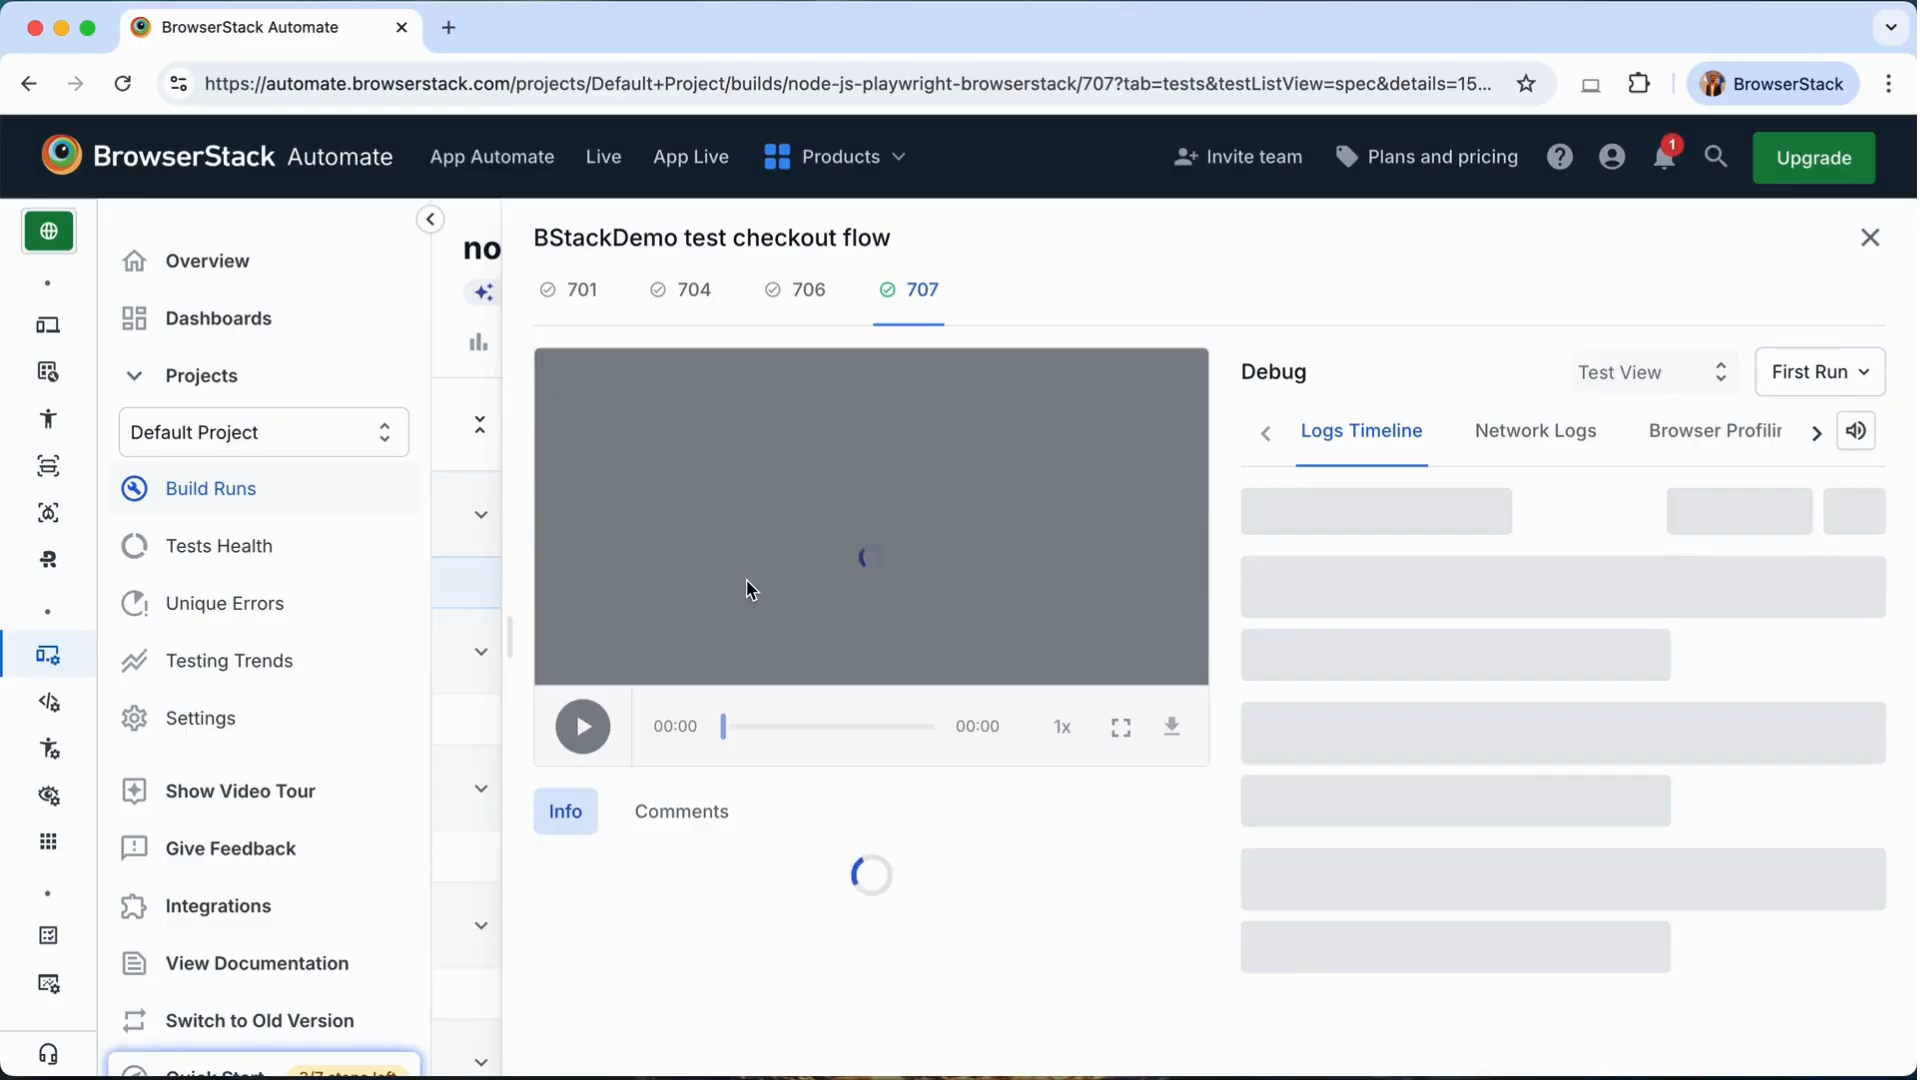 BrowserStack Automate
https://automate.browserstack.com/projects/Default+Project/builds/node-js-playwright-browserstack/707?tab=tests&testListView=spec&details=15...
BrowserStack
BrowserStack Automate
App Automate
Live
App Live
Products
Invite team
Plans and pricing
1
Upgrade
Overview
Dashboards
Projects
Default Project
Build Runs
Tests Health
Unique Errors
Testing Trends
Settings
Show Video Tour
Give Feedback
Integrations
View Documentation
Switch to Old Version
Quick Start
no
BStackDemo test checkout flow
701
704
706
707
00:00
00:00
1x
Info
Comments
Debug
Test View
First Run
Logs Timeline
Network Logs
Browser Profilin